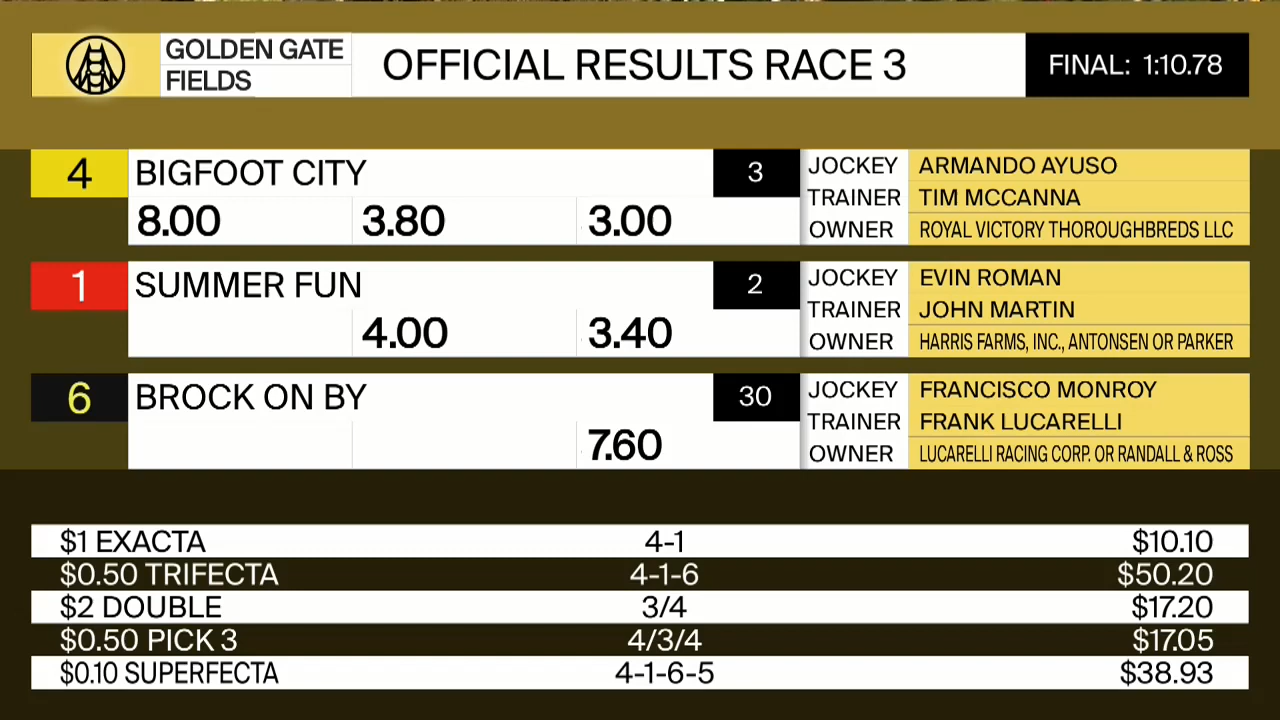 GOLDEN GATE
FIELDS
OFFICIAL RESULTS RACE 3
FINAL: 1:10.78
4 BIGFOOT CITY 3
8.00 3.80 3.00
JOCKEY ARMANDO AYUSO
TRAINER TIM MCCANNA
OWNER ROYAL VICTORY THOROUGHBREDS LLC
1 SUMMER FUN 2
4.00 3.40
JOCKEY EVIN ROMAN
TRAINER JOHN MARTIN
OWNER HARRIS FARMS, INC., ANTONSEN OR PARKER
6 BROCK ON BY 30
7.60
JOCKEY FRANCISCO MONROY
TRAINER FRANK LUCARELLI
OWNER LUCARELLI RACING CORP. OR RANDALL & ROSS
$1 EXACTA 4-1 $10.10
$0.50 TRIFECTA 4-1-6 $50.20
$2 DOUBLE 3/4 $17.20
$0.50 PICK 3 4/3/4 $17.05
$0.10 SUPERFECTA 4-1-6-5 $38.93